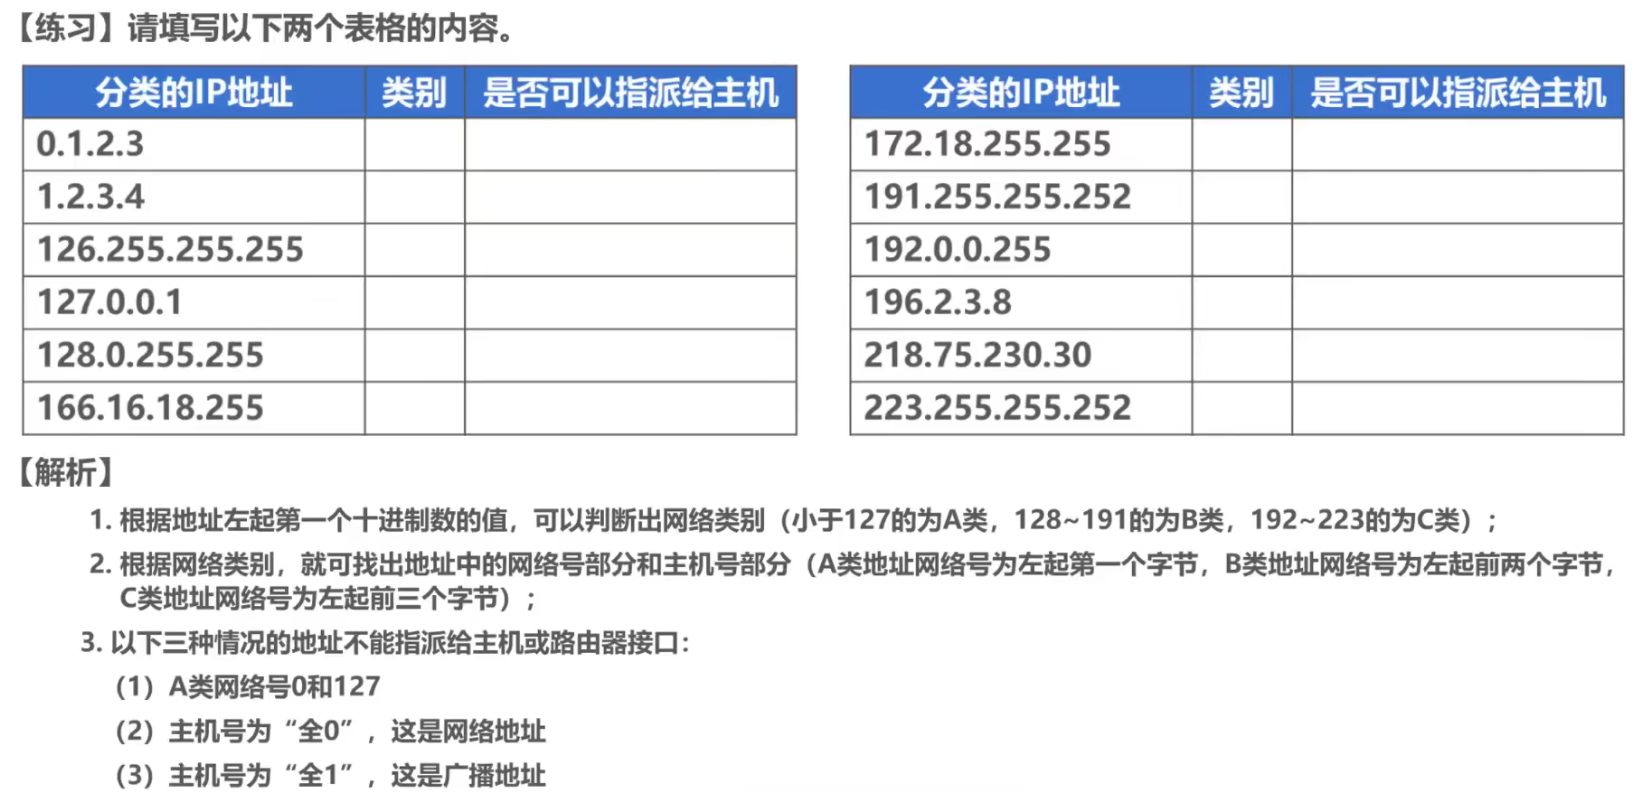 【练习】请填写以下两个表格的内容。
分类的IP地址 类别 是否可以指派给主机
0.1.2.3
1.2.3.4
126.255.255.255
127.0.0.1
128.0.255.255
166.16.18.255
分类的IP地址 类别 是否可以指派给主机
172.18.255.255
191.255.255.252
192.0.0.255
196.2.3.8
218.75.230.30
223.255.255.252
【解析】
1. 根据地址左起第一个十进制数的值，可以判断出网络类别（小于127的为A类，128~191的为B类，192~223的为C类）；
2. 根据网络类别，就可找出地址中的网络号部分和主机号部分（A类地址网络号为左起第一个字节，B类地址网络号为左起前两个字节，
C类地址网络号为左起前三个字节）；
3. 以下三种情况的地址不能指派给主机或路由器接口：
（1）A类网络号0和127
（2）主机号为“全0”，这是网络地址
（3）主机号为“全1”，这是广播地址